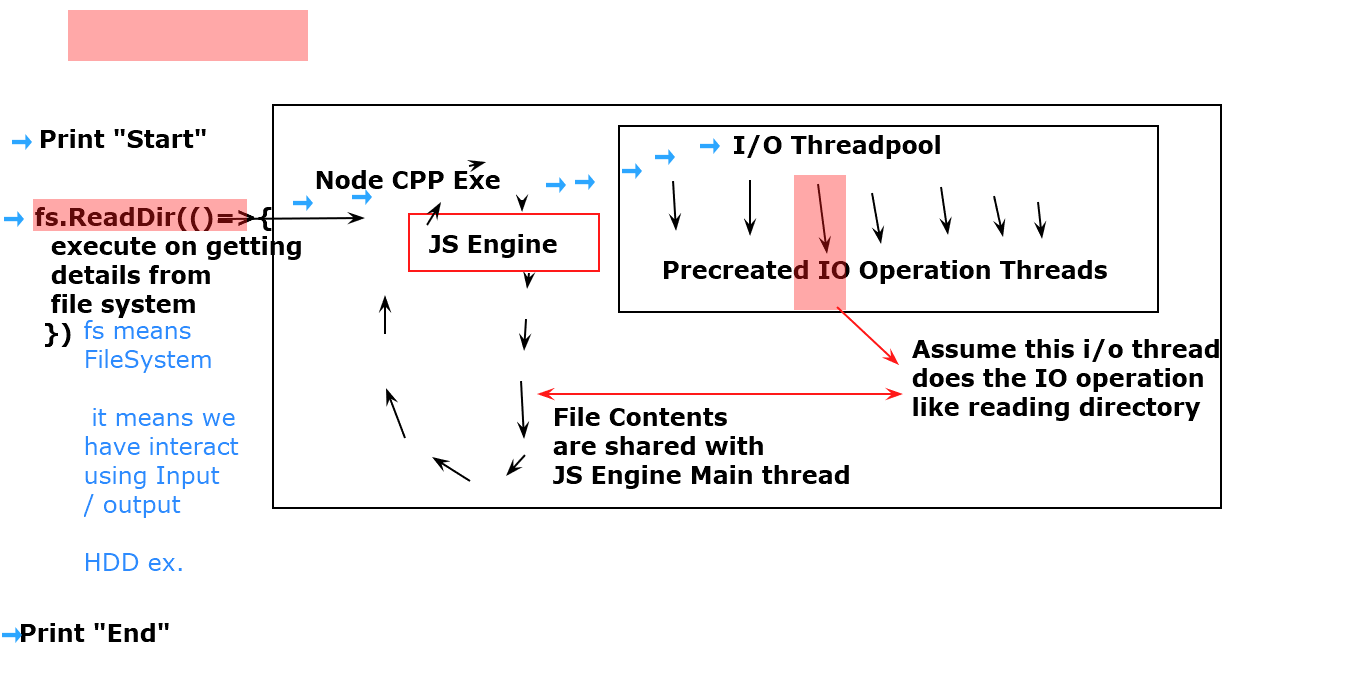 Print "Start"
fs.ReadDir(()=>{
execute on getting
details from
file system
})
fs means
FileSystem
it means we
have interact
using Input
/ output
HDD ex.
Print "End"
Node CPP Exe
JS Engine
I/O Threadpool
Precreated IO Operation Threads
Assume this i/o thread
does the IO operation
like reading directory
File Contents
are shared with
JS Engine Main thread